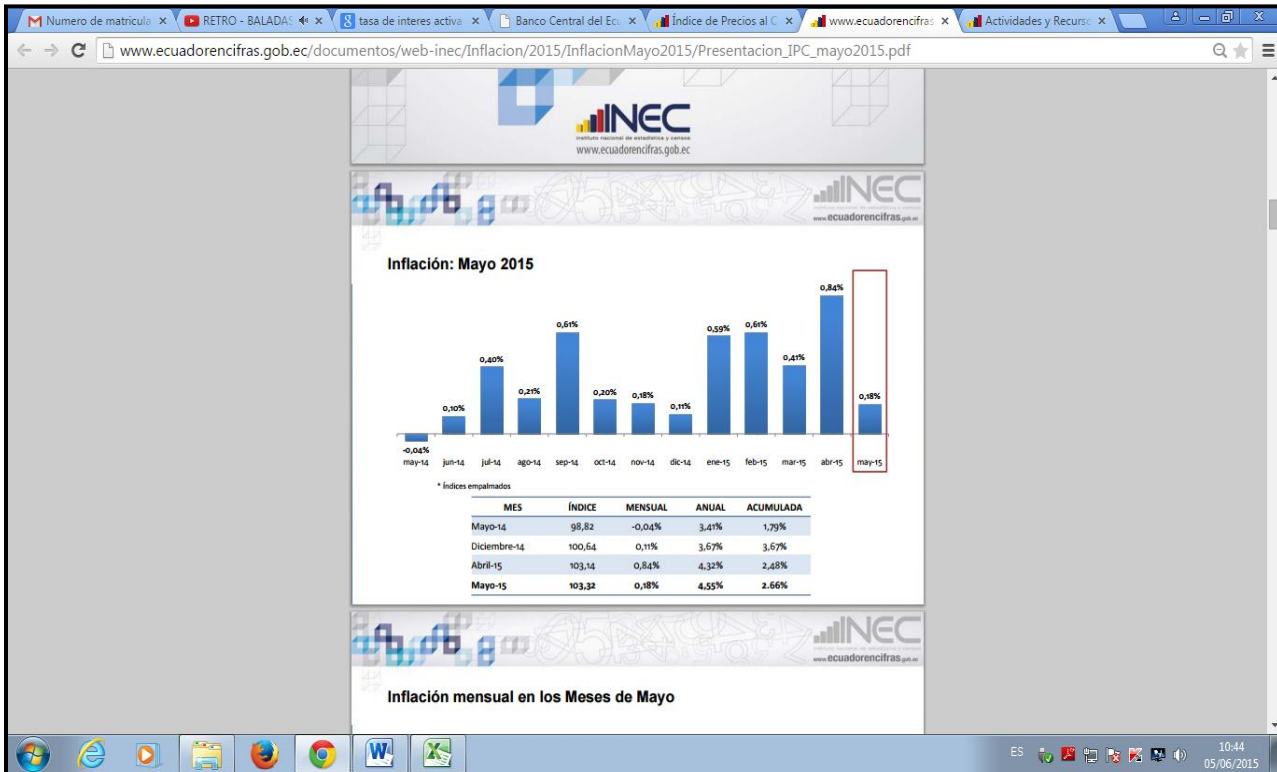 Numero de matricula
RETRO - BALADAS
tasa de interes activa
Banco Central del Ecu
Índice de Precios al C
www.ecuadorencifras
Actividades y Recurso
www.ecuadorencifras.gob.ec/documentos/web-inec/Inflacion/2015/InflacionMayo2015/Presentacion_IPC_mayo2015.pdf
INEC
instituto nacional de estadística y censos
www.ecuadorencifras.gob.ec
INEC
www.ecuadorencifras.gob.ec
Inflación: Mayo 2015
-0,04% 0,10% 0,40% 0,21% 0,61% 0,20% 0,18% 0,11% 0,59% 0,61% 0,41% 0,84% 0,18%
may-14 jun-14 jul-14 ago-14 sep-14 oct-14 nov-14 dic-14 ene-15 feb-15 mar-15 abr-15 may-15
* Índices empalmados
MES ÍNDICE MENSUAL ANUAL ACUMULADA
Mayo-14 98,82 -0,04% 3,41% 1,79%
Diciembre-14 100,64 0,11% 3,67% 3,67%
Abril-15 103,14 0,84% 4,32% 2,48%
Mayo-15 103,32 0,18% 4,55% 2.66%
INEC
www.ecuadorencifras.gob.ec
Inflación mensual en los Meses de Mayo
ES 10:44
05/06/2015